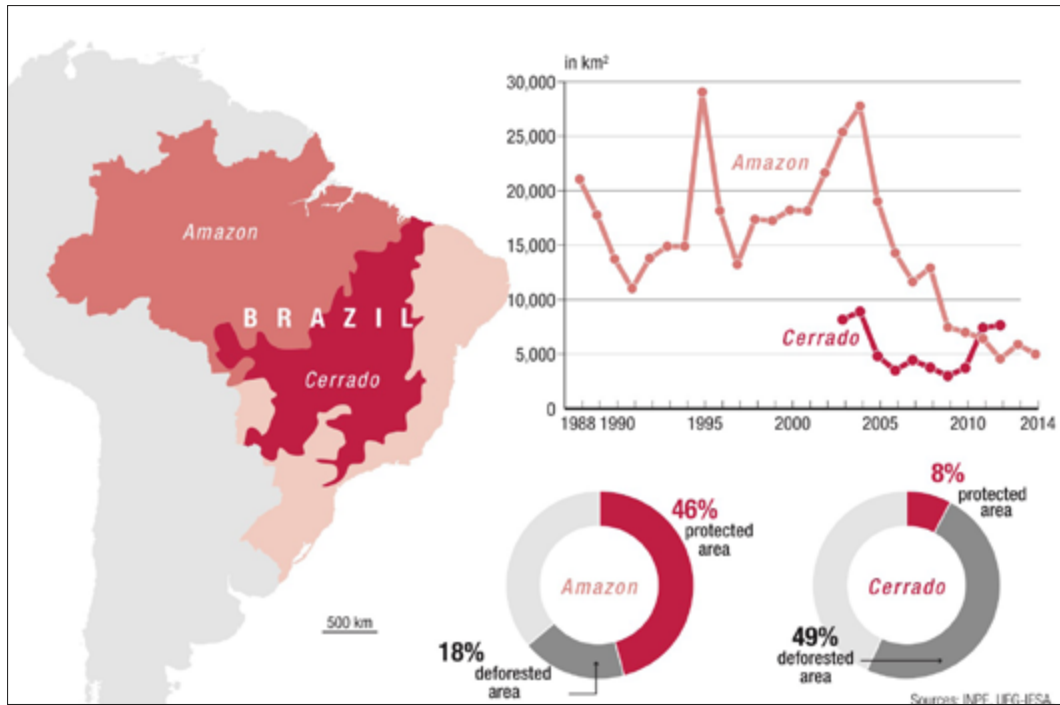 in km²
30,000
25,000
20,000
15,000
10,000
5,000
0
1988 1990 1995 2000 2005 2010 2014
Amazon
Cerrado
Amazon
BRAZIL
Cerrado
500 km
46%
protected
area
Amazon
18%
deforested
area
8%
protected
area
Cerrado
49%
deforested
area
Sources: INPE, UFG-IESA.